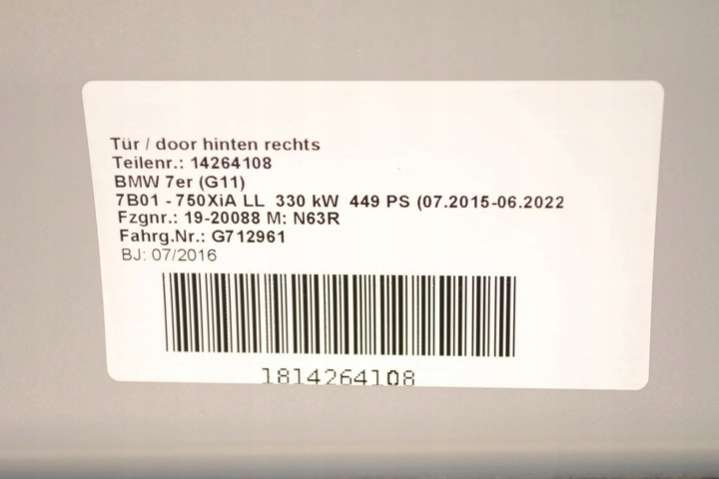 Tür / door hinten rechts
Teilenr.: 14264108
BMW 7er (G11)
7B01 - 750XiA LL 330 kW 449 PS (07.2015-06.2022
Fzgnr.: 19-20088 M: N63R
Fahrg.Nr.: G712961
BJ: 07/2016
1814264108